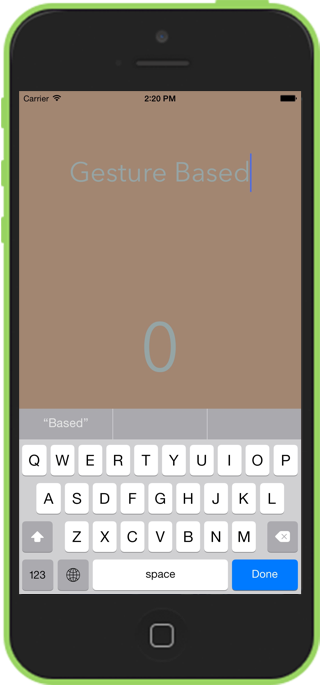 Carrier 2:20 PM
Gesture Based
0
“Based”
Q W E R T Y U I O P
A S D F G H J K L
Z X C V B N M
123 space Done